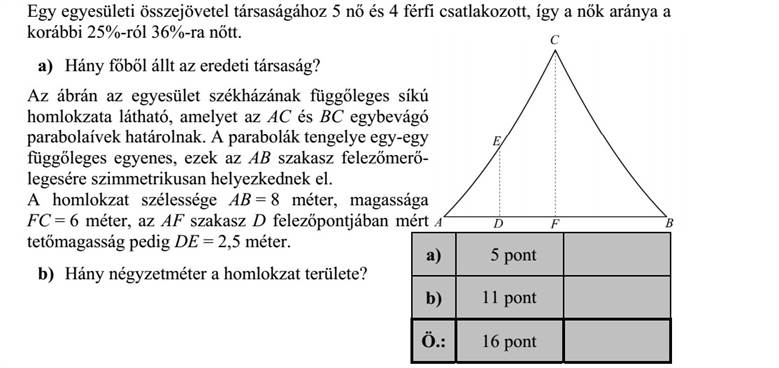 Egy egyesületi összejövetel társaságához 5 nő és 4 férfi csatlakozott, így a nők aránya a
korábbi 25%-ról 36%-ra nőtt.
a) Hány főből állt az eredeti társaság?
Az ábrán az egyesület székházának függőleges síkú
homlokzata látható, amelyet az AC és BC egybevágó
parabolaívek határolnak. A parabolák tengelye egy-egy
függőleges egyenes, ezek az AB szakasz felezőmerő-
legesére szimmetrikusan helyezkednek el.
A homlokzat szélessége AB = 8 méter, magassága
FC = 6 méter, az AF szakasz D felezőpontjában mért
tetőmagasság pedig DE = 2,5 méter.
b) Hány négyzetméter a homlokzat területe?
C
E
A D F B
a) 5 pont
b) 11 pont
Ö.: 16 pont